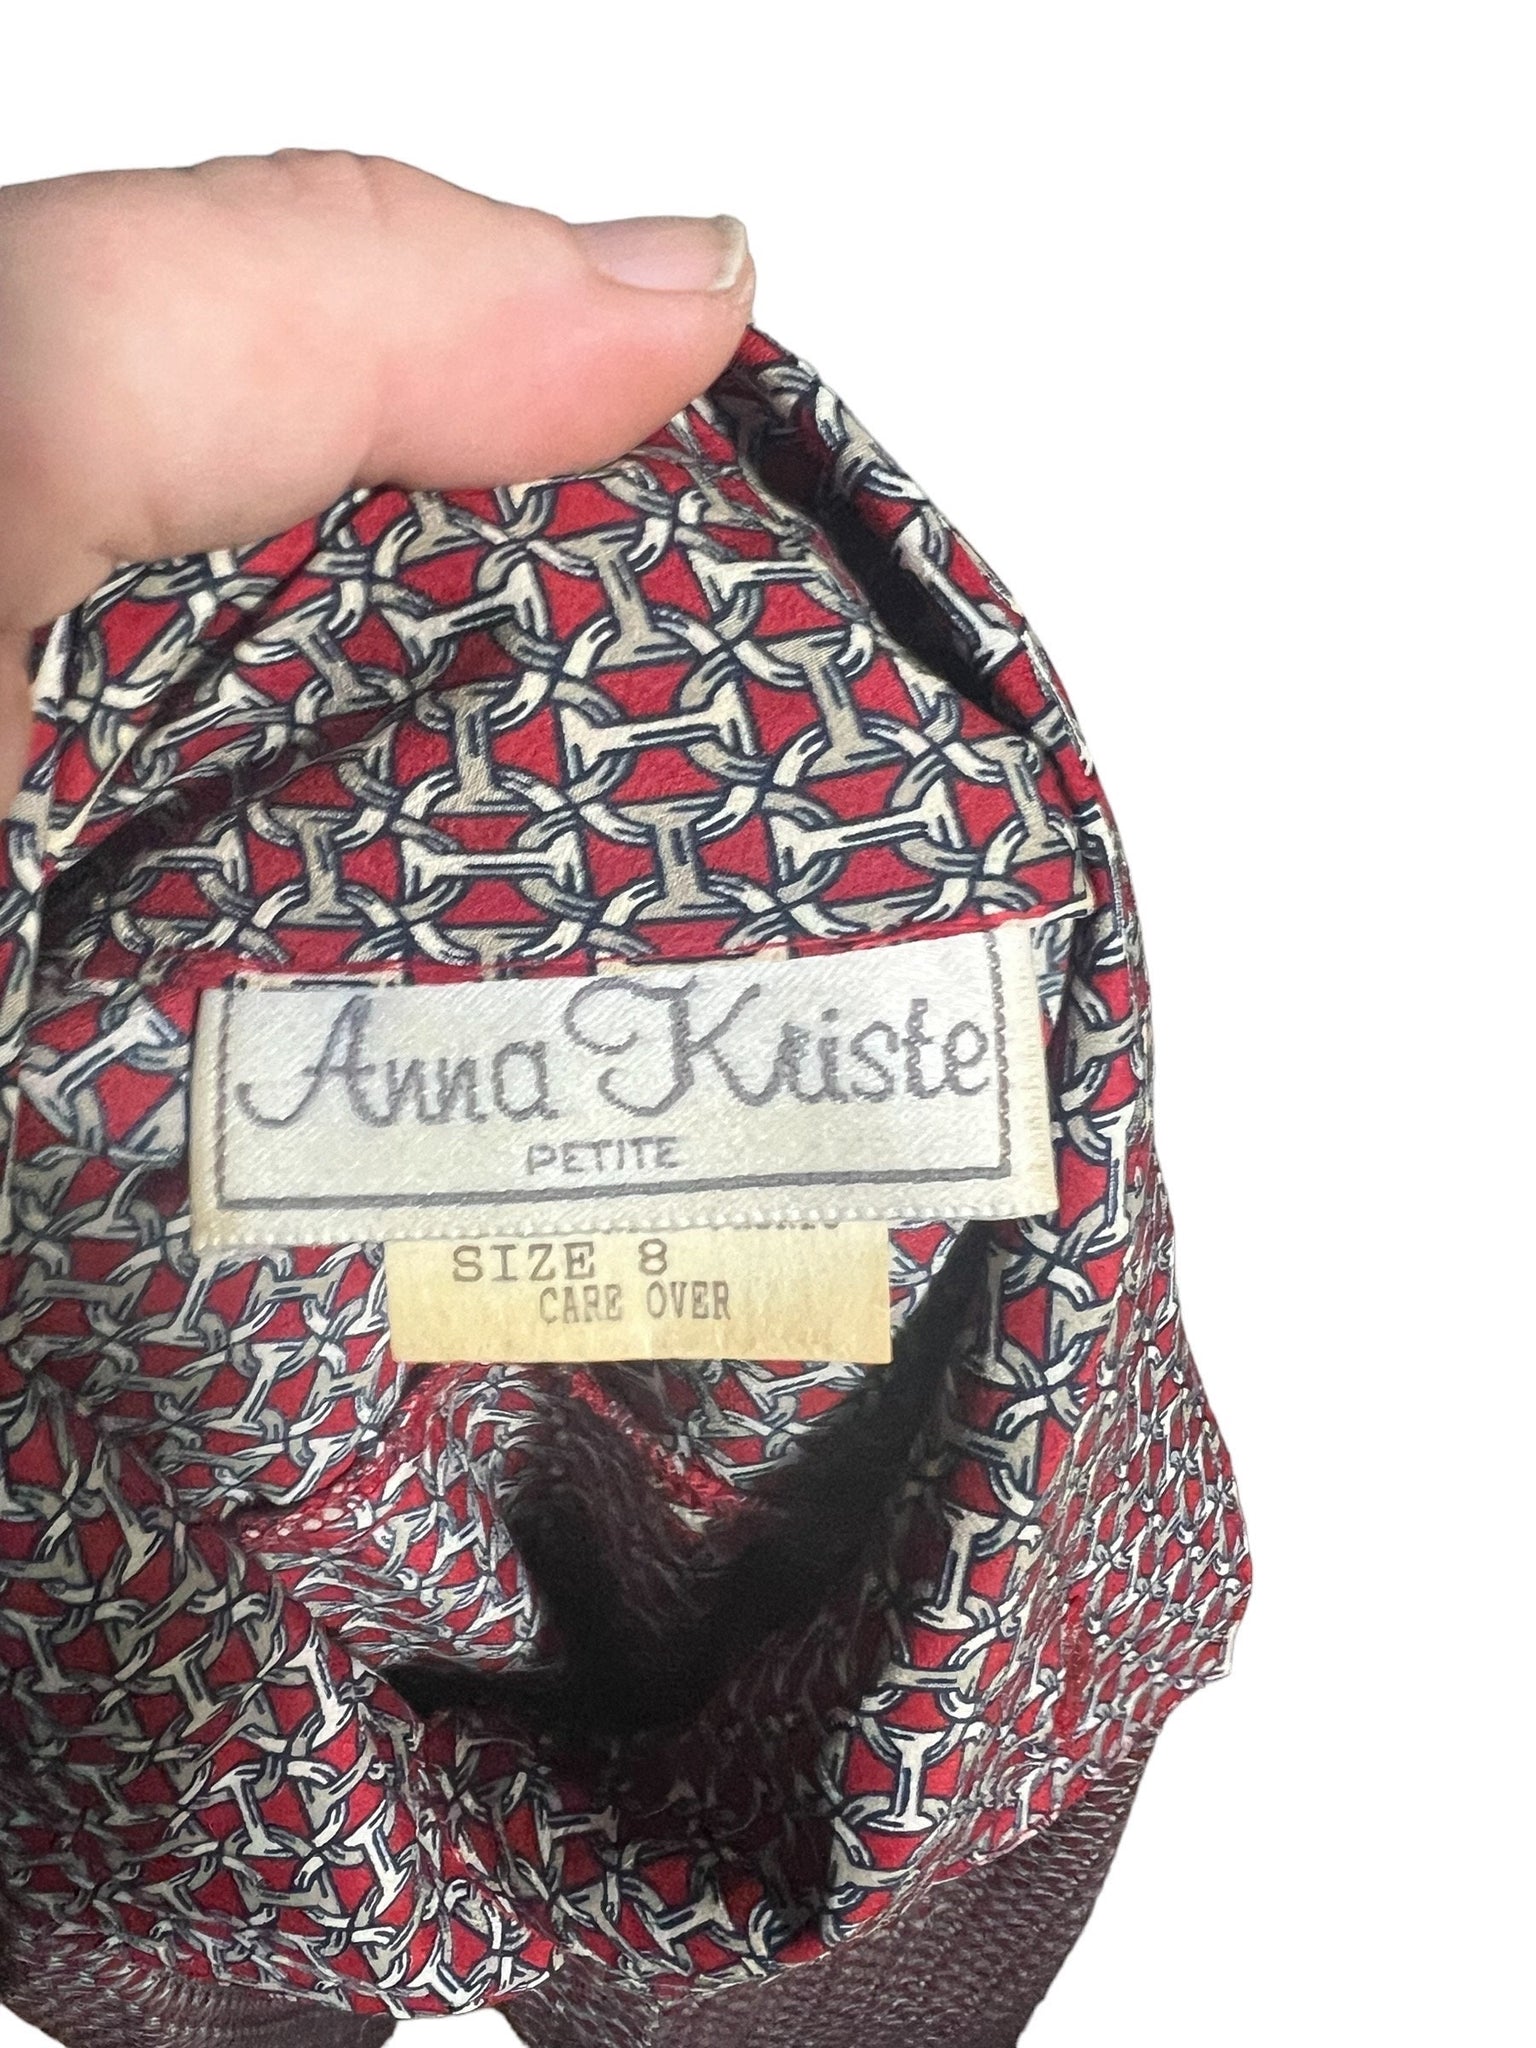 Anna Kriste
PETITE
SIZE 8
CARE OVER